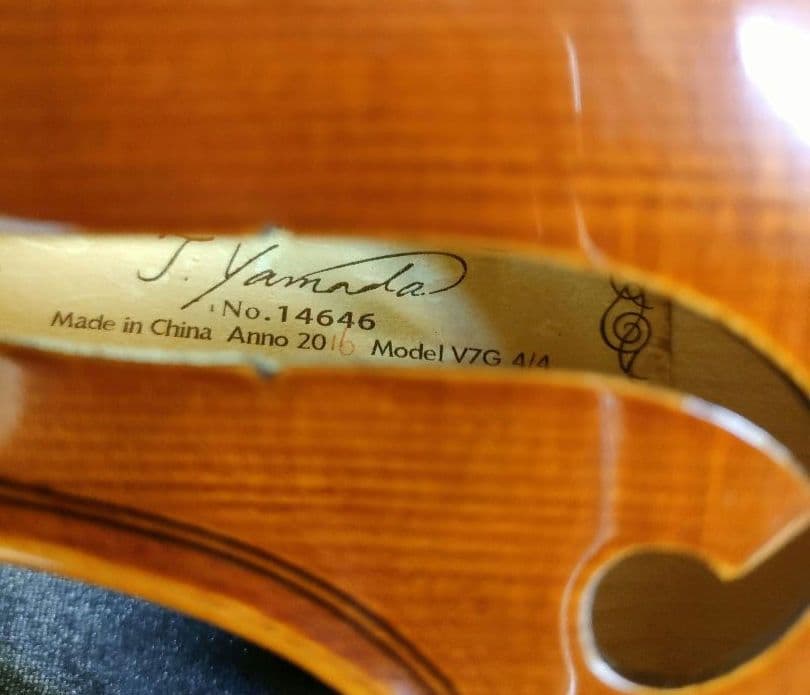 J. Yamada
No.14646
Made in China Anno 2016 Model V7G 4/4